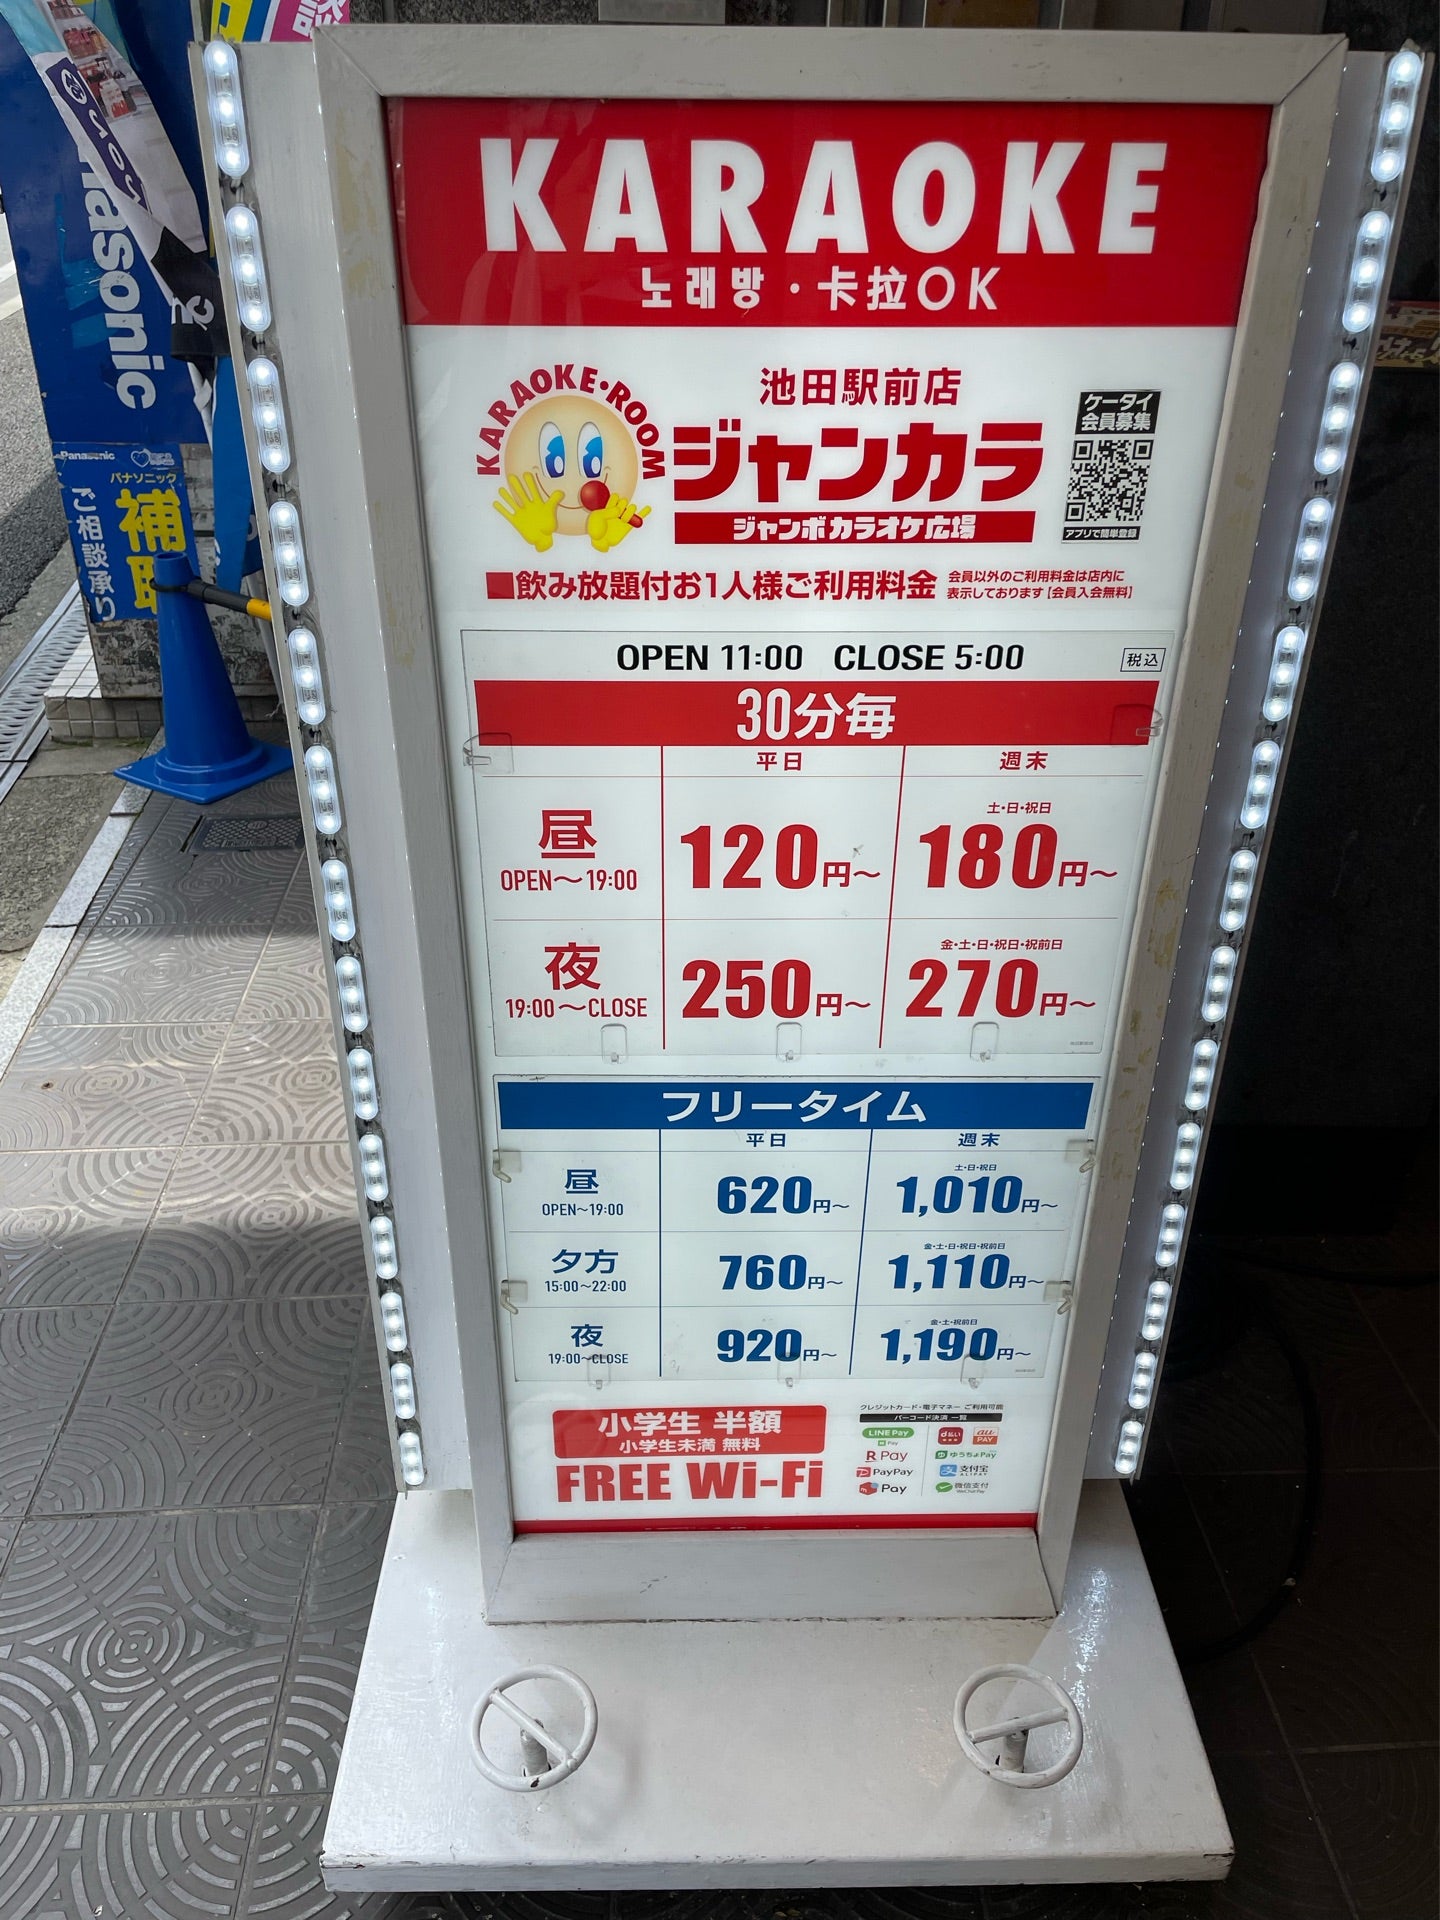 KARAOKE
노래방・卡拉OK
KARAOKE・ROOM
池田駅前店
ジャンカラ
ジャンボカラオケ広場
ケータイ
会員募集
アプリで簡単登録
■飲み放題付お1人様ご利用料金
会員以外のご利用料金は店内に
表示しております【会員入会無料】
OPEN 11:00 CLOSE 5:00 税込
30分毎
平日 週末
昼
OPEN〜19:00
120円〜
土・日・祝日
180円〜
夜
19:00〜CLOSE
250円〜
金・土・日・祝日・祝前日
270円〜
フリータイム
平日 週末
昼
OPEN〜19:00
620円〜
土・日・祝日
1,010円〜
夕方
15:00〜22:00
760円〜
金・土・日・祝日・祝前日
1,110円〜
夜
19:00〜CLOSE
920円〜
金・土・祝前日
1,190円〜
小学生 半額
小学生未満 無料
FREE Wi-Fi
クレジットカード・電子マネー ご利用可能
バーコード決済 一覧
LINE Pay
Pay
d払い
au PAY
R Pay
ゆうちょPay
PayPay
支付宝
ALIPAY
Pay
微信支付
WeChat Pay
Panasonic
Panasonic
パナソニック
ご相談承り
補